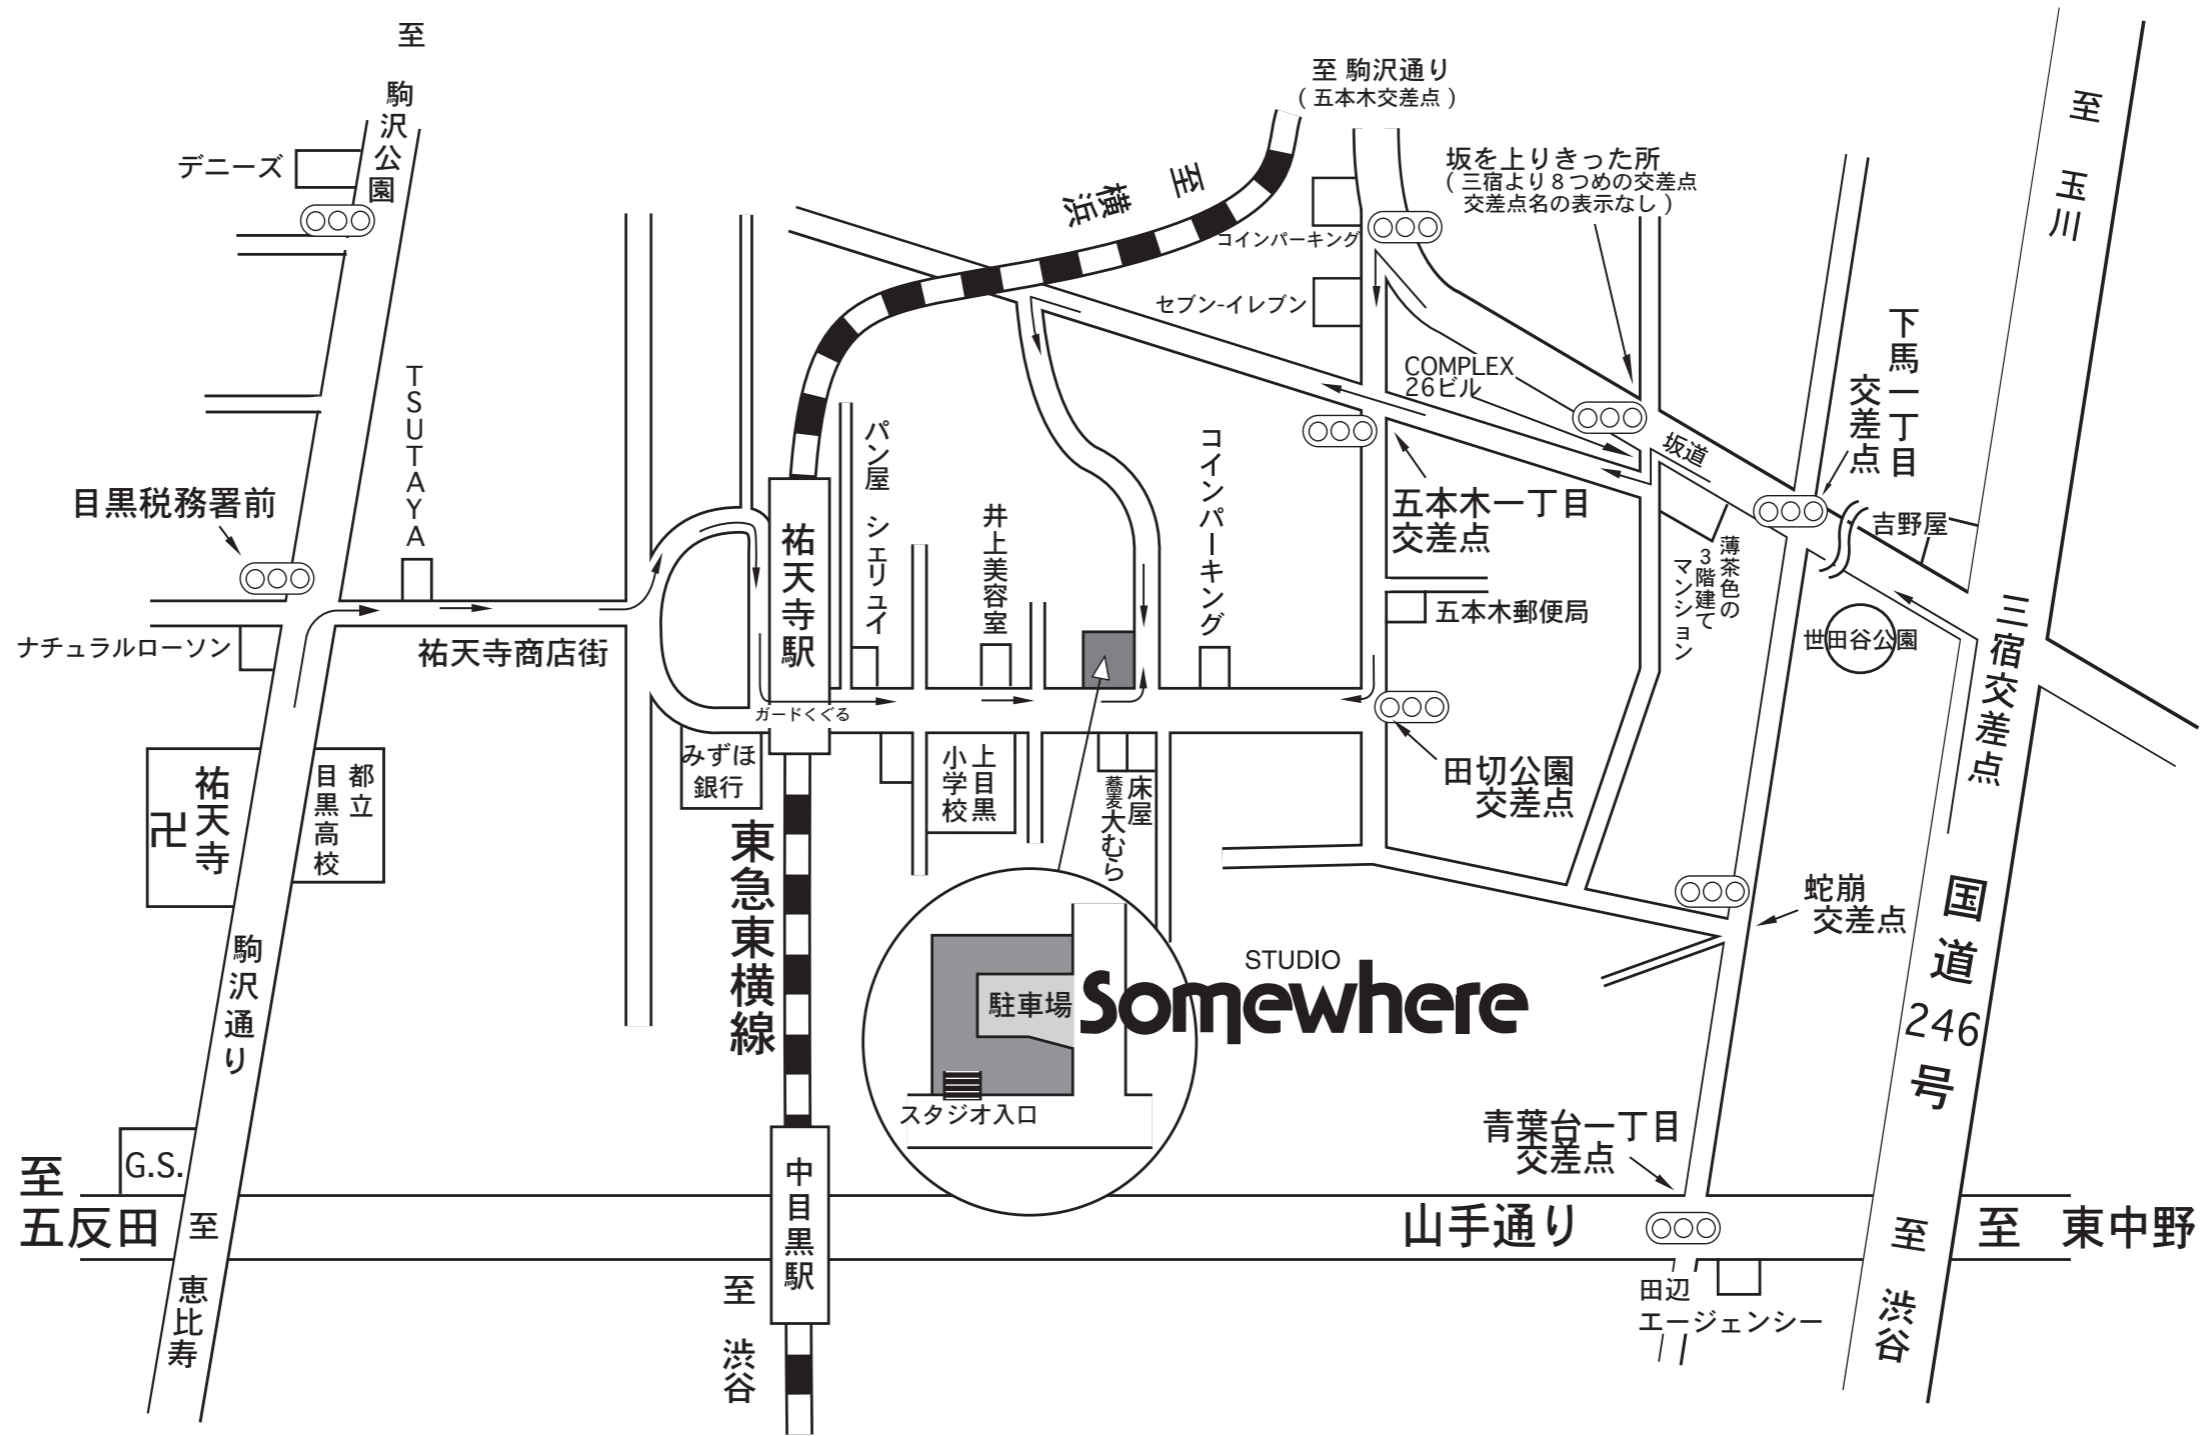 至 駒沢公園
デニーズ
TSUTAYA
目黒税務署前
ナチュラルローソン
祐天寺商店街
卍 祐天寺
都立
目黒高校
駒沢通り
G.S.
至
五反田
至 恵比寿
至 横浜
祐天寺駅
ガードくぐる
みずほ
銀行
東急東横線
中目黒駅
至 渋谷
パン屋 シェリュイ
井上美容室
コインパーキング
上目黒
小学校
床屋
蕎麦大むら
駐車場
スタジオ入口
STUDIO
Somewhere
至 駒沢通り
（五本木交差点）
コインパーキング
セブン-イレブン
坂を上りきった所
（三宿より８つめの交差点
交差点名の表示なし）
COMPLEX
26ビル
坂道
五本木一丁目
交差点
五本木郵便局
薄茶色の
３階建て
マンション
田切公園
交差点
下馬一丁目
交差点
吉野屋
世田谷公園
三宿交差点
至 玉川
国道246号
蛇崩
交差点
青葉台一丁目
交差点
山手通り
田辺
エージェンシー
至 渋谷
至 東中野